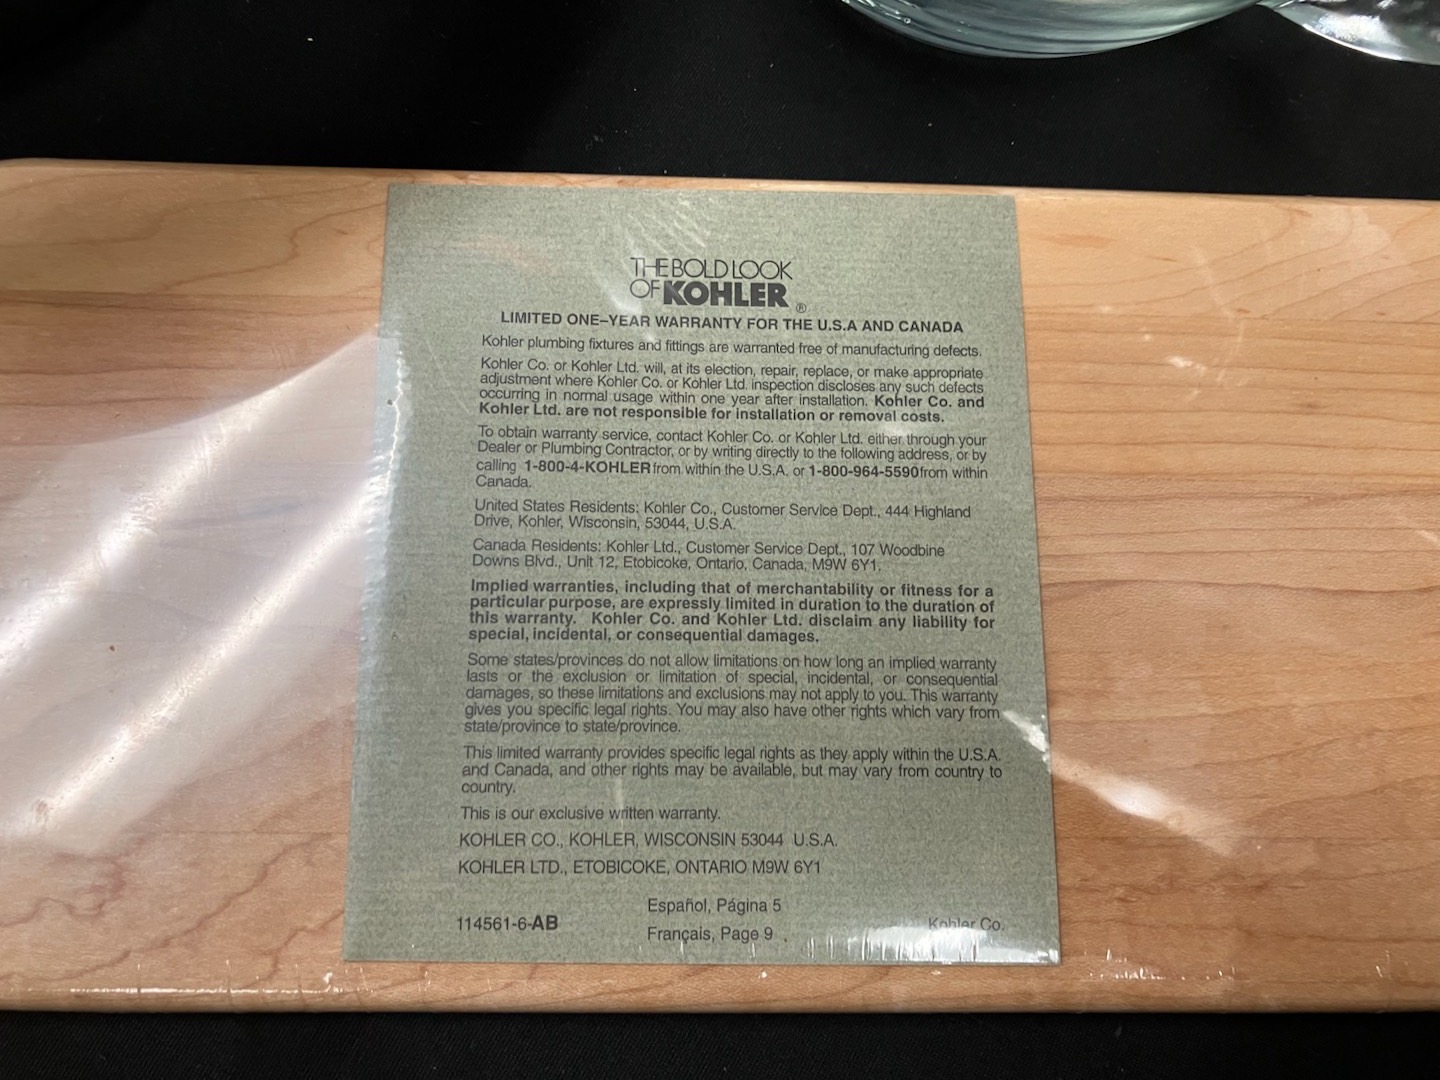 THE BOLD LOOK
OF KOHLER®
LIMITED ONE–YEAR WARRANTY FOR THE U.S.A AND CANADA
Kohler plumbing fixtures and fittings are warranted free of manufacturing defects.
Kohler Co. or Kohler Ltd. will, at its election, repair, replace, or make appropriate
adjustment where Kohler Co. or Kohler Ltd. inspection discloses any such defects
occurring in normal usage within one year after installation. Kohler Co. and
Kohler Ltd. are not responsible for installation or removal costs.
To obtain warranty service, contact Kohler Co. or Kohler Ltd. either through your
Dealer or Plumbing Contractor, or by writing directly to the following address, or by
calling 1-800-4-KOHLER from within the U.S.A. or 1-800-964-5590 from within
Canada.
United States Residents: Kohler Co., Customer Service Dept., 444 Highland
Drive, Kohler, Wisconsin, 53044, U.S.A.
Canada Residents: Kohler Ltd., Customer Service Dept., 107 Woodbine
Downs Blvd., Unit 12, Etobicoke, Ontario, Canada, M9W 6Y1.
Implied warranties, including that of merchantability or fitness for a
particular purpose, are expressly limited in duration to the duration of
this warranty. Kohler Co. and Kohler Ltd. disclaim any liability for
special, incidental, or consequential damages.
Some states/provinces do not allow limitations on how long an implied warranty
lasts or the exclusion or limitation of special, incidental, or consequential
damages, so these limitations and exclusions may not apply to you. This warranty
gives you specific legal rights. You may also have other rights which vary from
state/province to state/province.
This limited warranty provides specific legal rights as they apply within the U.S.A.
and Canada, and other rights may be available, but may vary from country to
country.
This is our exclusive written warranty.
KOHLER CO., KOHLER, WISCONSIN 53044 U.S.A.
KOHLER LTD., ETOBICOKE, ONTARIO M9W 6Y1
Español, Página 5
114561-6-AB
Français, Page 9
Kohler Co.